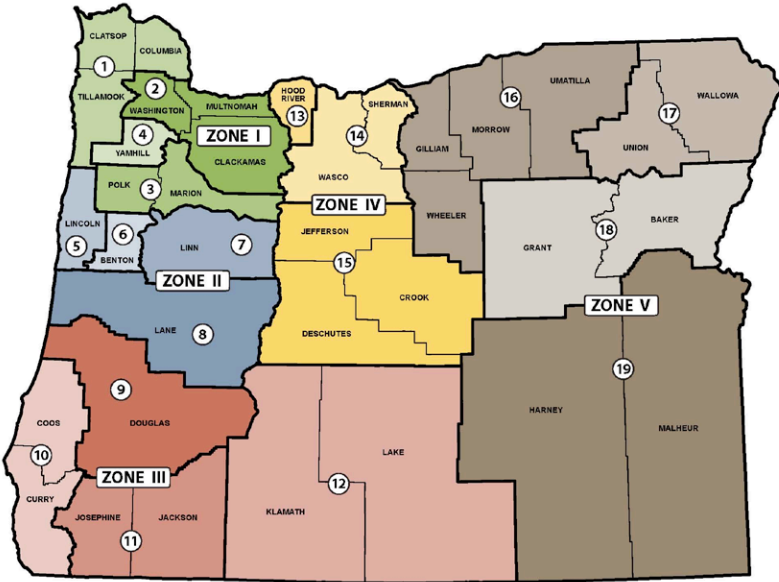 CLATSOP
COLUMBIA
1
TILLAMOOK
2
WASHINGTON
MULTNOMAH
ZONE I
CLACKAMAS
4
YAMHILL
POLK
3
MARION
HOOD
RIVER
13
SHERMAN
14
WASCO
ZONE IV
GILLIAM
MORROW
16
UMATILLA
WALLOWA
17
UNION
WHEELER
LINCOLN
5
6
BENTON
LINN
7
ZONE II
LANE
8
JEFFERSON
15
CROOK
DESCHUTES
GRANT
18
BAKER
ZONE V
9
DOUGLAS
COOS
10
CURRY
ZONE III
JOSEPHINE
JACKSON
11
KLAMATH
12
LAKE
HARNEY
19
MALHEUR